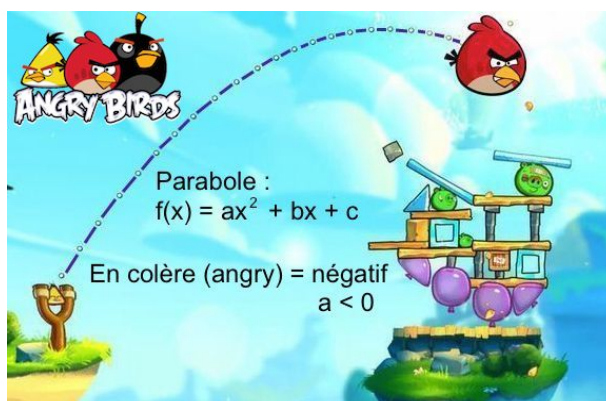 ANGRY BIRDS
Parabole :
f(x) = ax² + bx + c
En colère (angry) = négatif
a < 0